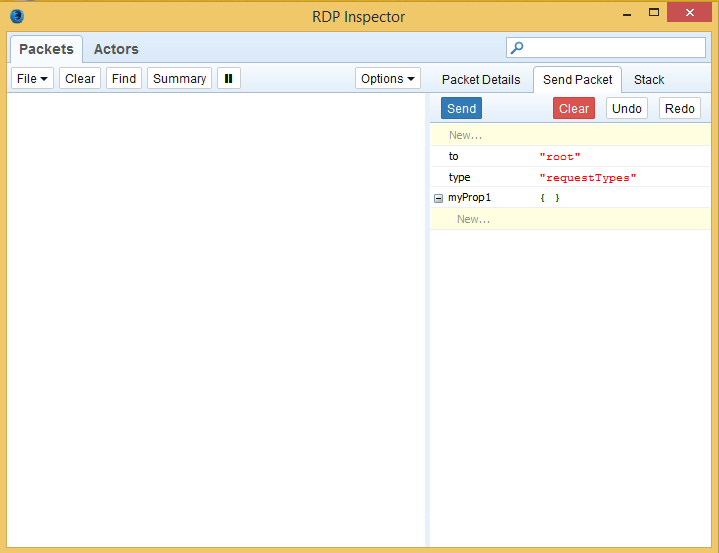 RDP Inspector
Packets Actors
File Clear Find Summary Options
Packet Details Send Packet Stack
Send Clear Undo Redo
New...
to "root"
type "requestTypes"
myProp1 { }
New...